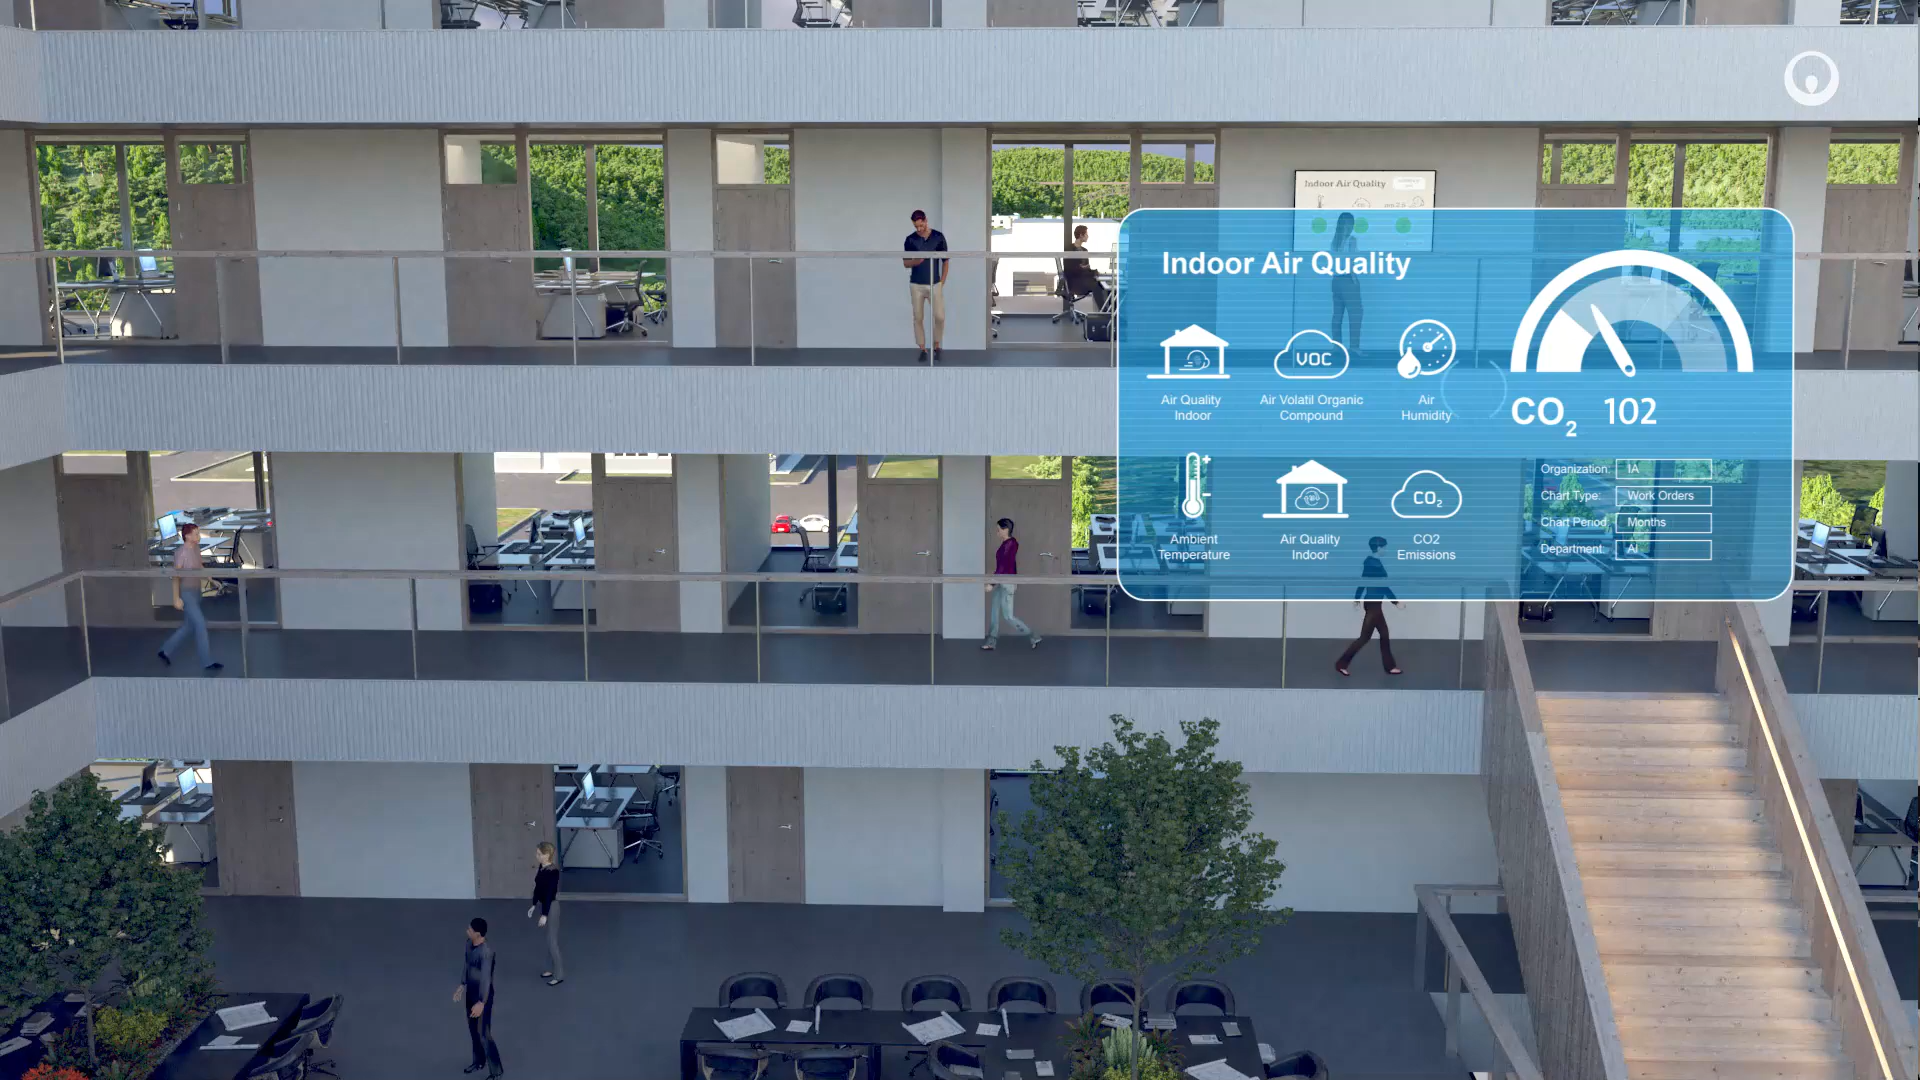 Indoor Air Quality
Indoor Air Quality
VOC
Air Quality
Indoor
Air Volatil Organic
Compound
Air
Humidity
CO2 102
CO2
Ambient
Temperature
Air Quality
Indoor
CO2
Emissions
Organization: IA
Chart Type: Work Orders
Chart Period: Months
Department: AI